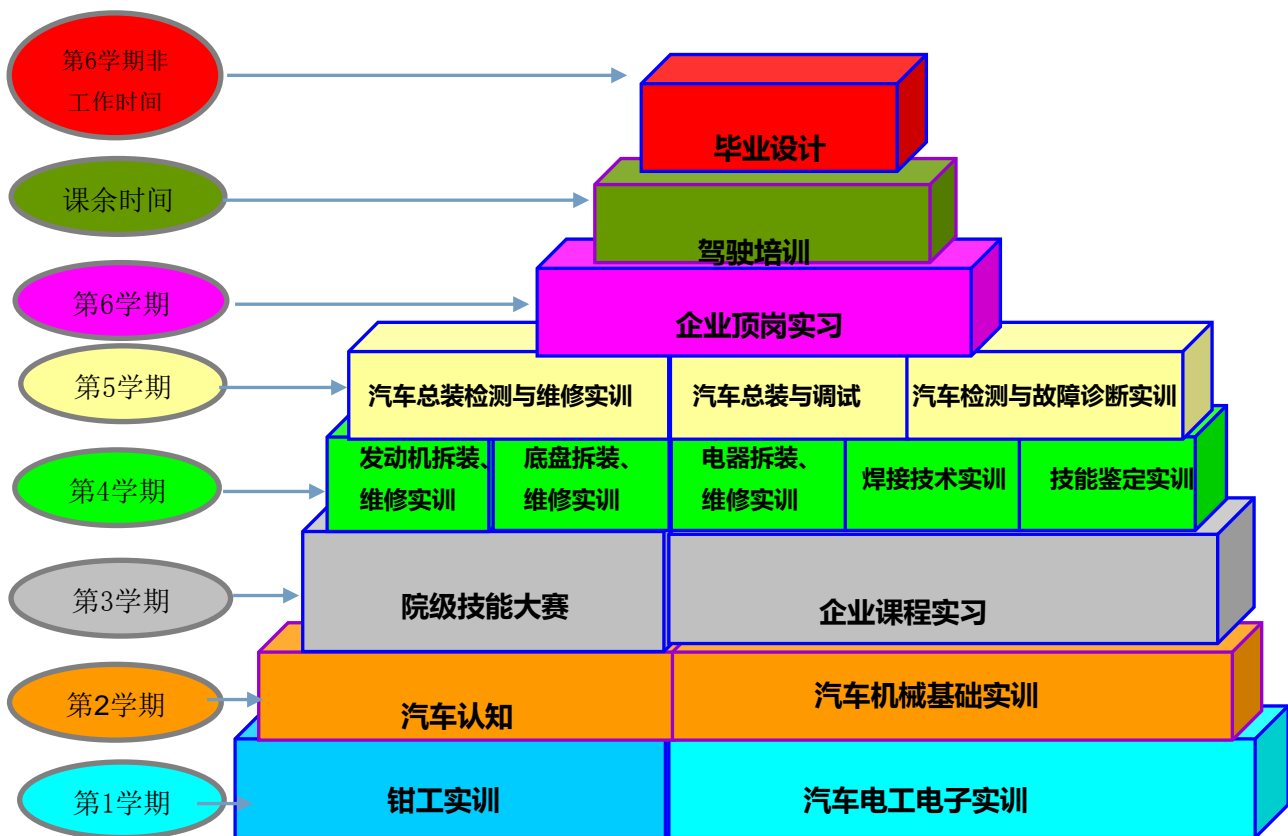 第6学期非
工作时间
毕业设计
课余时间
驾驶培训
第6学期
企业顶岗实习
第5学期
汽车总装检测与维修实训
汽车总装与调试
汽车检测与故障诊断实训
第4学期
发动机拆装、
维修实训
底盘拆装、
维修实训
电器拆装、
维修实训
焊接技术实训
技能鉴定实训
第3学期
院级技能大赛
企业课程实习
第2学期
汽车认知
汽车机械基础实训
第1学期
钳工实训
汽车电工电子实训